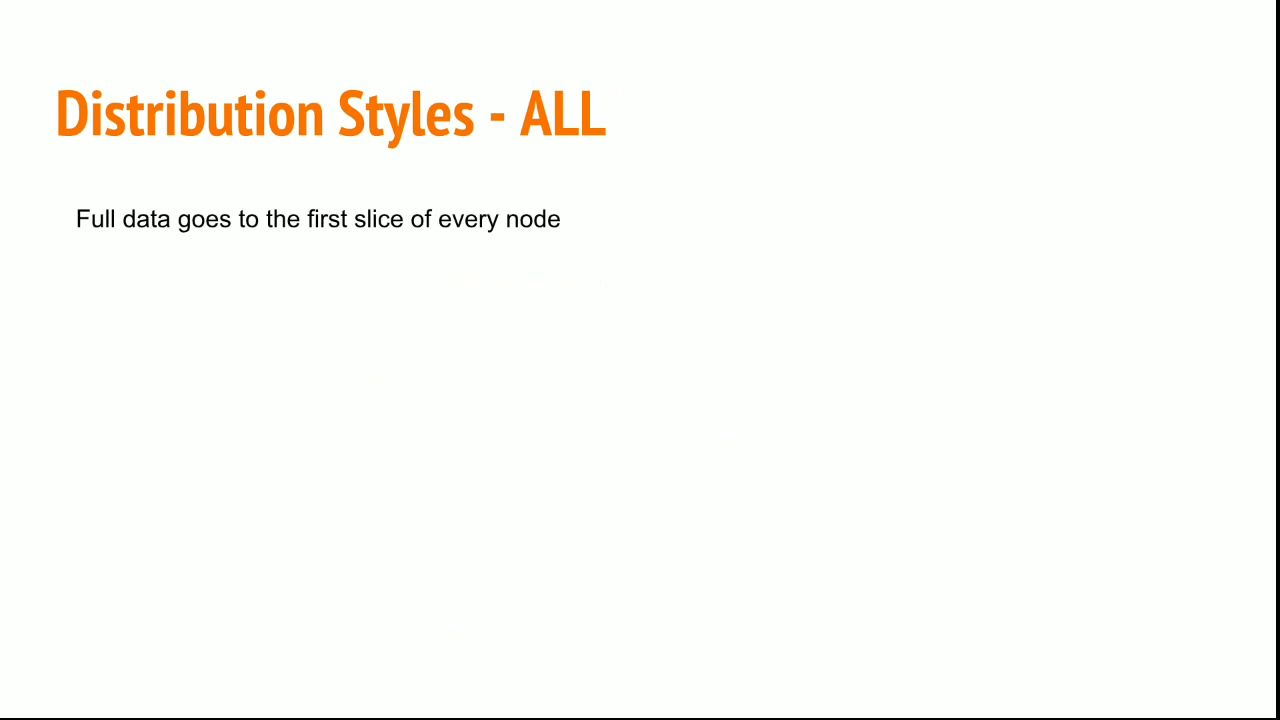 Distribution Styles - ALL
Full data goes to the first slice of every node